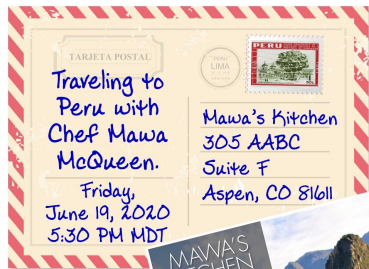 TARJETA POSTAL
Traveling to
Peru with
Chef Mawa
McQueen.
Friday,
June 19, 2020
5:30 PM MDT
PERU
LIMA
PERU
Mawa's Kitchen
305 AABC
Suite F
Aspen, CO 81611
MAWA'S
KITCHEN